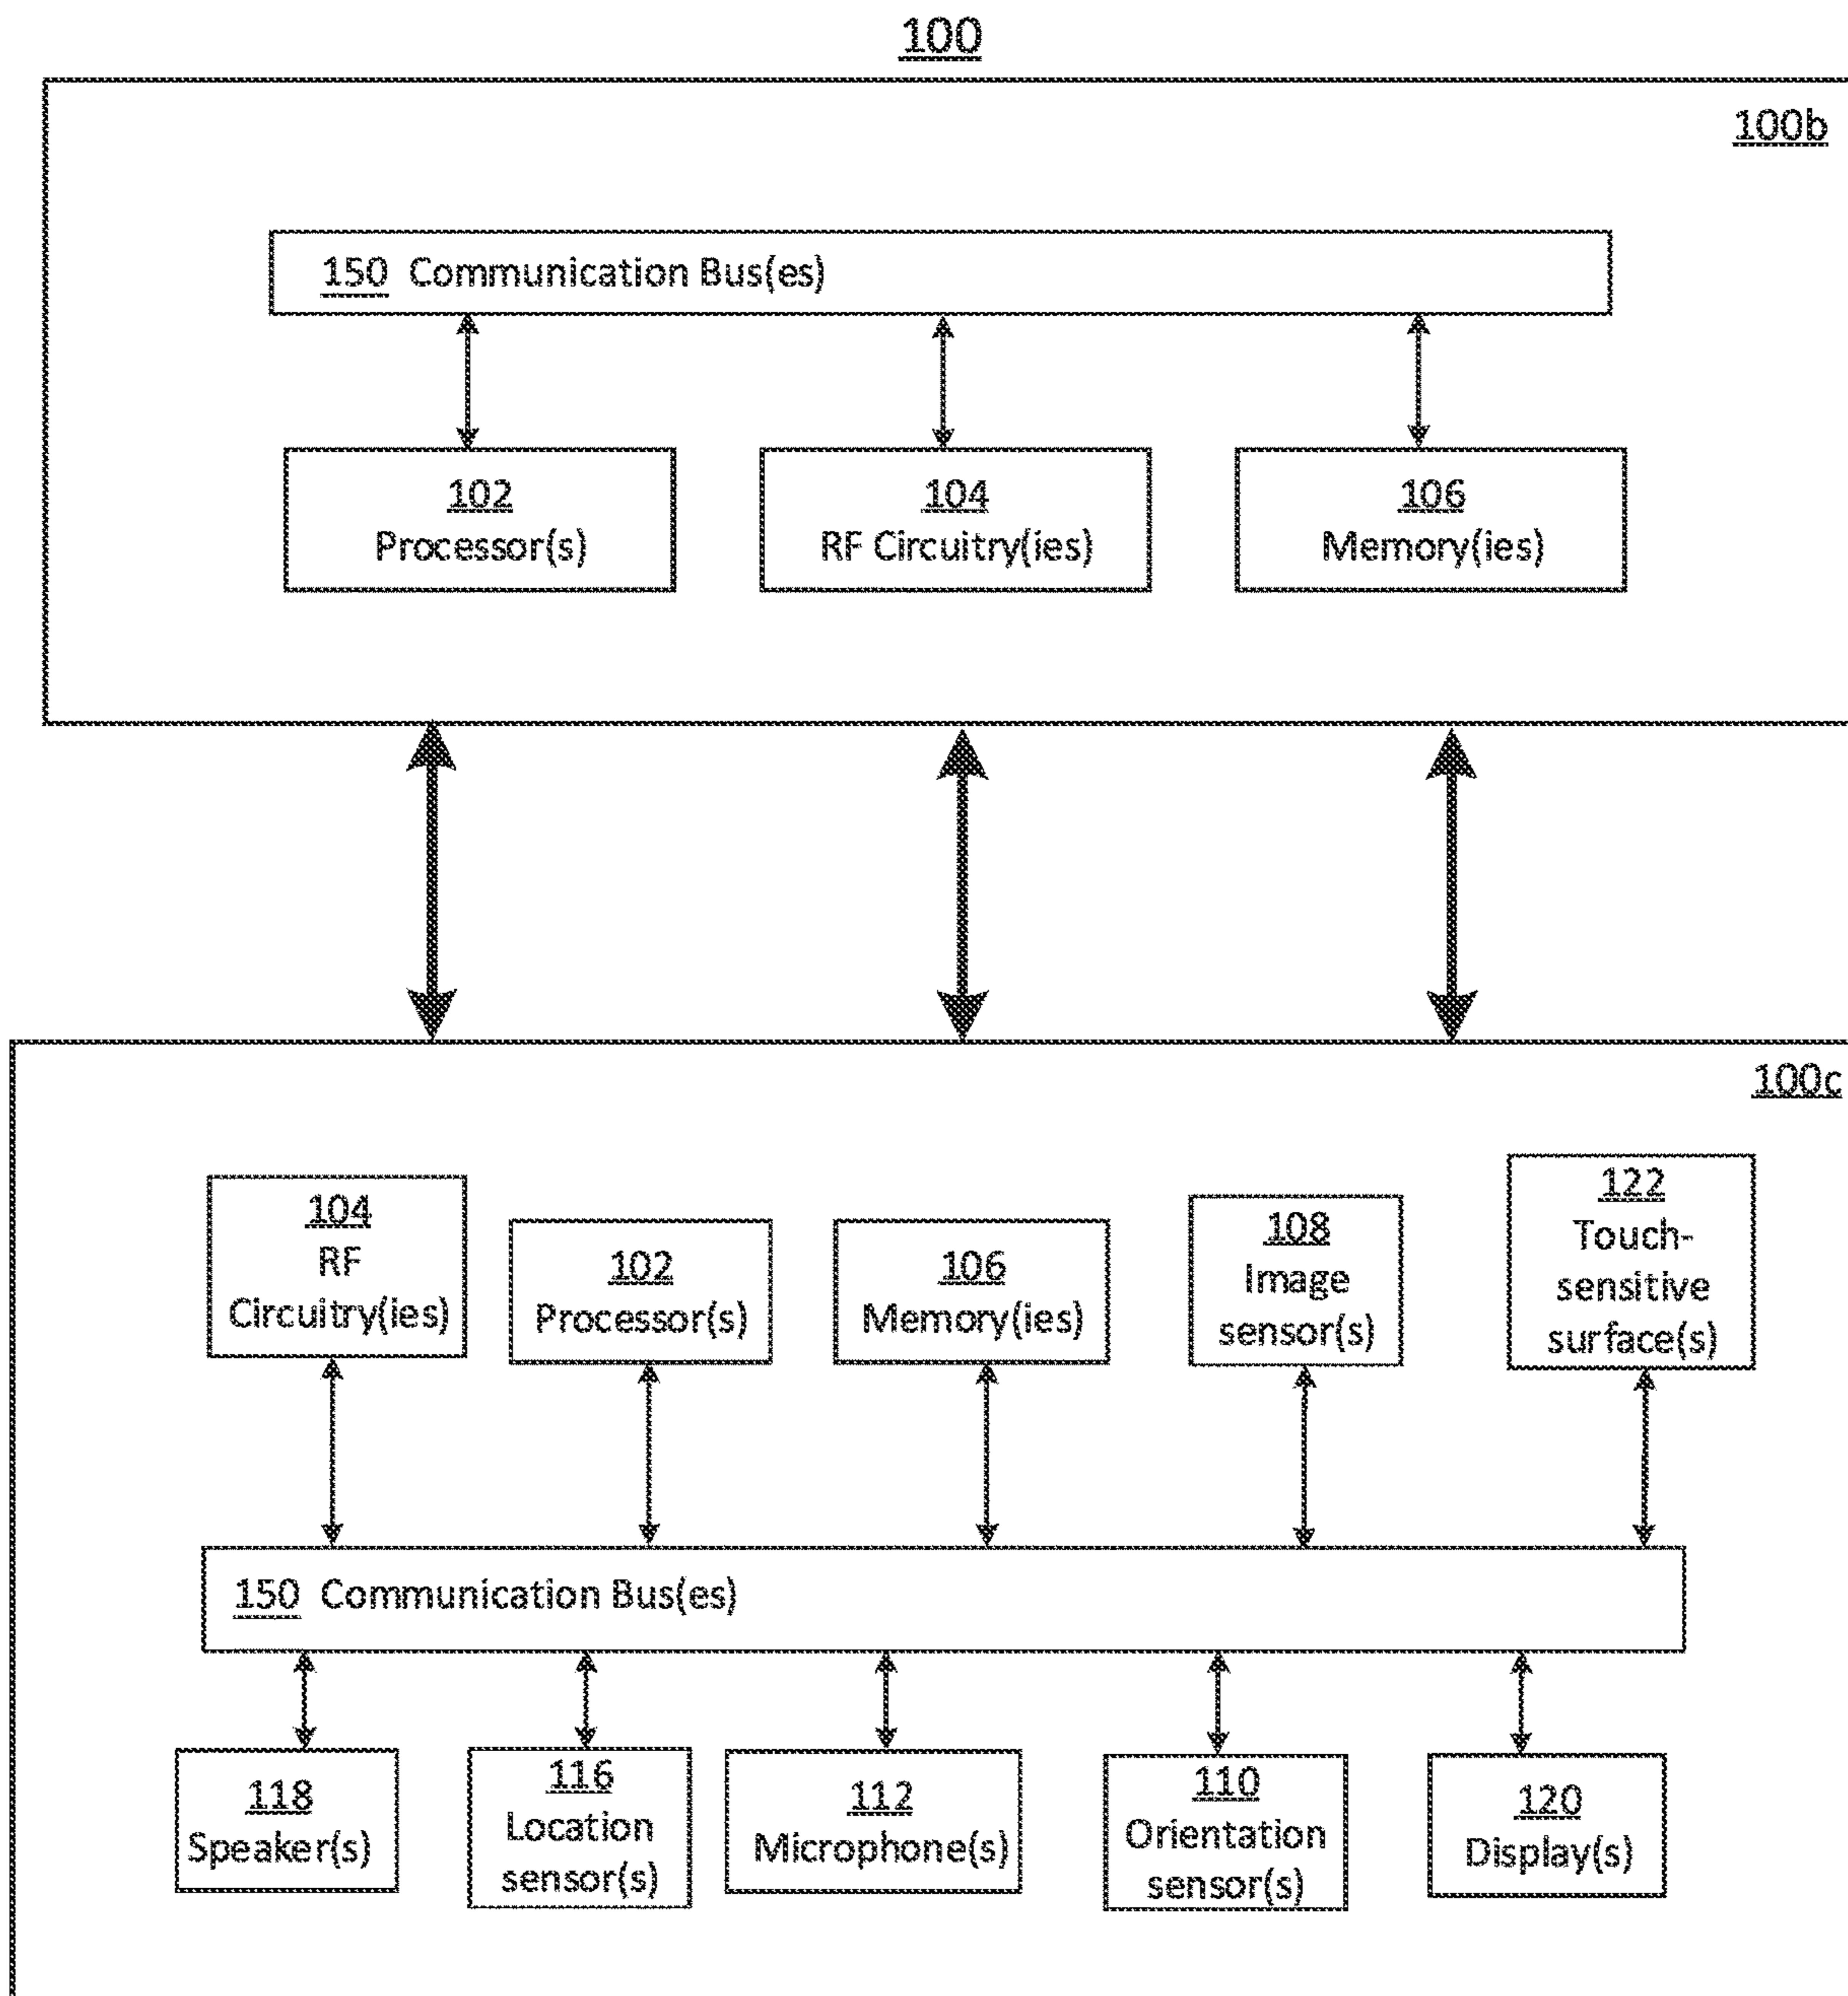 100
100b
150 Communication Bus(es)
102
Processor(s)
104
RF Circuitry(ies)
106
Memory(ies)
100c
104
RF
Circuitry(ies)
102
Processor(s)
106
Memory(ies)
108
Image
sensor(s)
122
Touch-
sensitive
surface(s)
150 Communication Bus(es)
118
Speaker(s)
116
Location
sensor(s)
112
Microphone(s)
110
Orientation
sensor(s)
120
Display(s)